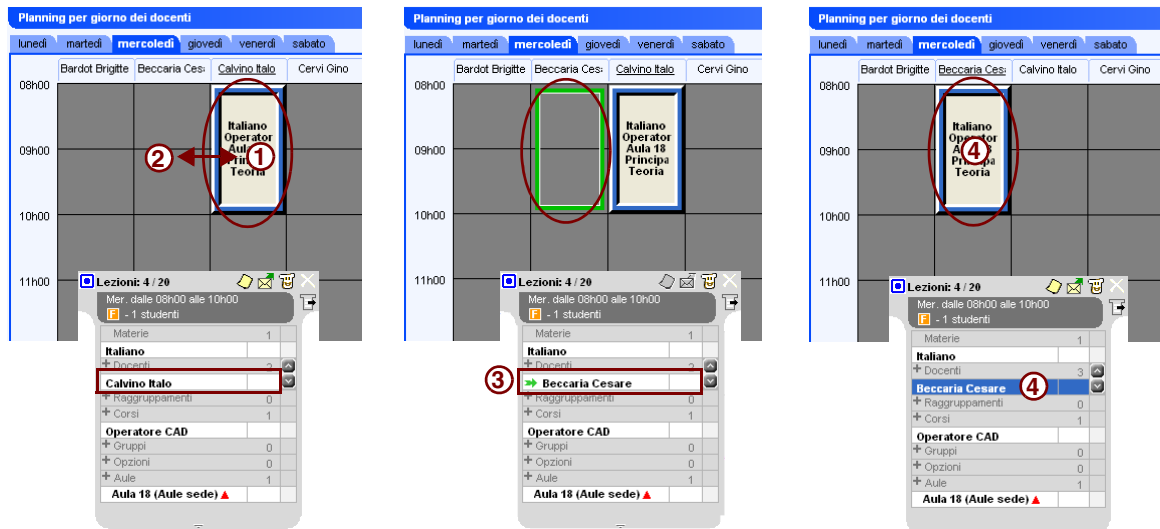 Planning per giorno dei docenti
lunedì martedì mercoledì giovedì venerdì sabato
Bardot Brigitte Beccaria Ces Calvino Italo Cervi Gino
08h00
Italiano
Operator
Aula
Principa
Teoria
09h00
2 1
10h00
11h00
Lezioni: 4 / 20
Mer. dalle 08h00 alle 10h00
F - 1 studenti
Materie 1
Italiano
+ Docenti 2
Calvino Italo
+ Raggruppamenti 0
+ Corsi 1
Operatore CAD
+ Gruppi 0
+ Opzioni 0
+ Aule 1
Aula 18 (Aule sede)
Planning per giorno dei docenti
lunedì martedì mercoledì giovedì venerdì sabato
Bardot Brigitte Beccaria Ces Calvino Italo Cervi Gino
08h00
Italiano
Operator
Aula 18
Principa
Teoria
09h00
10h00
11h00
Lezioni: 4 / 20
Mer. dalle 08h00 alle 10h00
F - 1 studenti
Materie 1
Italiano
+ Docenti 2
3 Beccaria Cesare
+ Raggruppamenti 0
+ Corsi 1
Operatore CAD
+ Gruppi 0
+ Opzioni 0
+ Aule 1
Aula 18 (Aule sede)
Planning per giorno dei docenti
lunedì martedì mercoledì giovedì venerdì sabato
Bardot Brigitte Beccaria Ces Calvino Italo Cervi Gino
08h00
Italiano
Operator
4
Teoria
09h00
10h00
11h00
Lezioni: 4 / 20
Mer. dalle 08h00 alle 10h00
F - 1 studenti
Materie 1
Italiano
+ Docenti 3
Beccaria Cesare 4
+ Raggruppamenti 0
+ Corsi 1
Operatore CAD
+ Gruppi 0
+ Opzioni 0
+ Aule 1
Aula 18 (Aule sede)